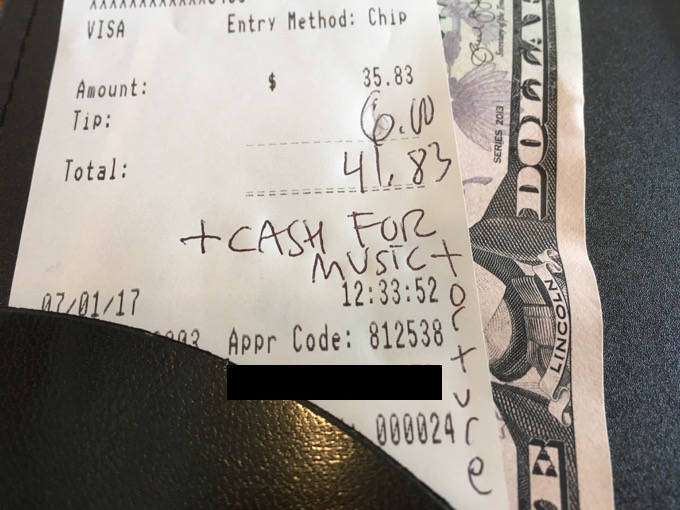 VISA
Entry Method: Chip
Amount: $ 35.83
Tip: 6.00
Total: 41.83
+ CASH FOR
MUSIC torture
07/01/17 12:33:52
Appr Code: 812538
000024
SERIES 2013
DOLLA
LINCOLN